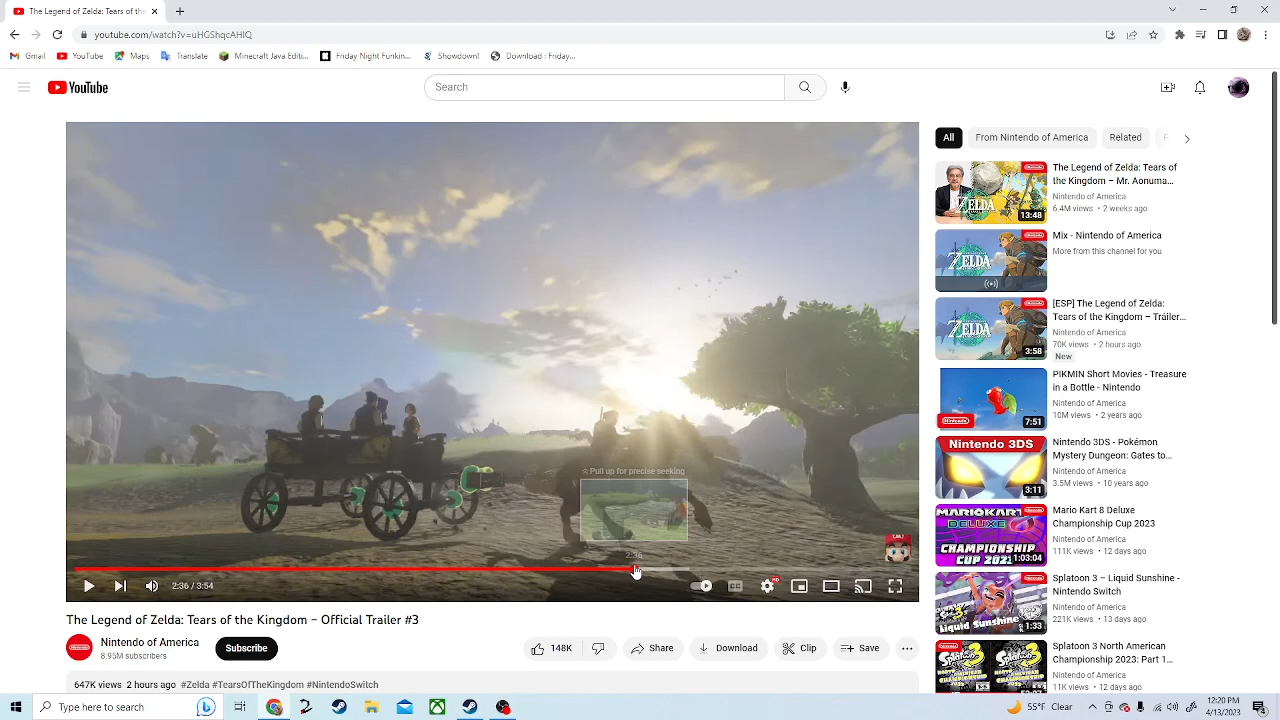 The Legend of Zelda: Tears of the
youtube.com/watch?v=uHGShqcAHlQ
Gmail YouTube Maps Translate Minecraft Java Editi... Friday Night Funkin... Showdown! Download : Friday...
YouTube
Search
All From Nintendo of America Related
The Legend of Zelda: Tears of
the Kingdom – Mr. Aonuma...
Nintendo of America
6.4M views • 2 weeks ago
13:48
Mix - Nintendo of America
More from this channel for you
[ESP] The Legend of Zelda:
Tears of the Kingdom – Tráiler...
Nintendo of America
70K views • 2 hours ago
New
3:58
PIKMIN Short Movies - Treasure
in a Bottle - Nintendo
Nintendo of America
10M views • 2 years ago
7:51
Nintendo 3DS
Nintendo 3DS - Pokémon
Mystery Dungeon: Gates to...
Nintendo of America
3.5M views • 10 years ago
3:11
MARIOKART
DELUXE
CHAMPIONSHIP
CUP 2023
1:03:04
Mario Kart 8 Deluxe
Championship Cup 2023
Nintendo of America
111K views • 12 days ago
Liquid Sunshine
1:33
Splatoon 3 – Liquid Sunshine -
Nintendo Switch
Nintendo of America
221K views • 13 days ago
Splatoon 3 North American
Championship 2023: Part 1...
Nintendo of America
11K views • 12 days ago
Pull up for precise seeking
2:36
2:36 / 3:54
CC
The Legend of Zelda: Tears of the Kingdom – Official Trailer #3
Nintendo of America
8.95M subscribers
Subscribe
148K Share Download Clip Save
647K views 2 hours ago #Zelda #TearsOfTheKingdom #NintendoSwitch
Type here to search
55°F Clear
12:20 PM
4/13/2023